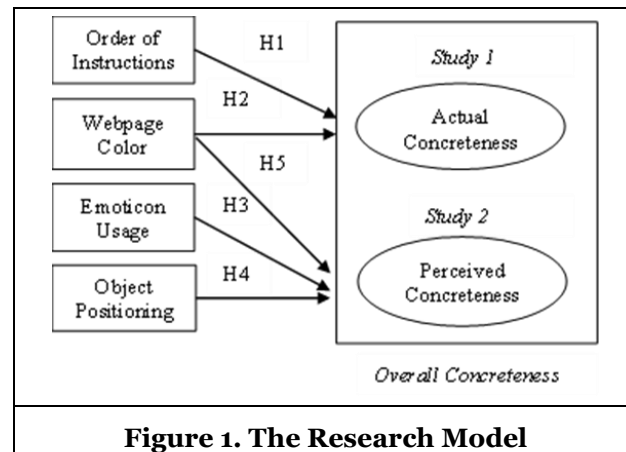 Order of
Instructions
H1
Study 1
H2
Actual
Concreteness
Webpage
Color
H5
Emoticon
Usage
H3
Study 2
H4
Perceived
Concreteness
Object
Positioning
Overall Concreteness
Figure 1. The Research Model